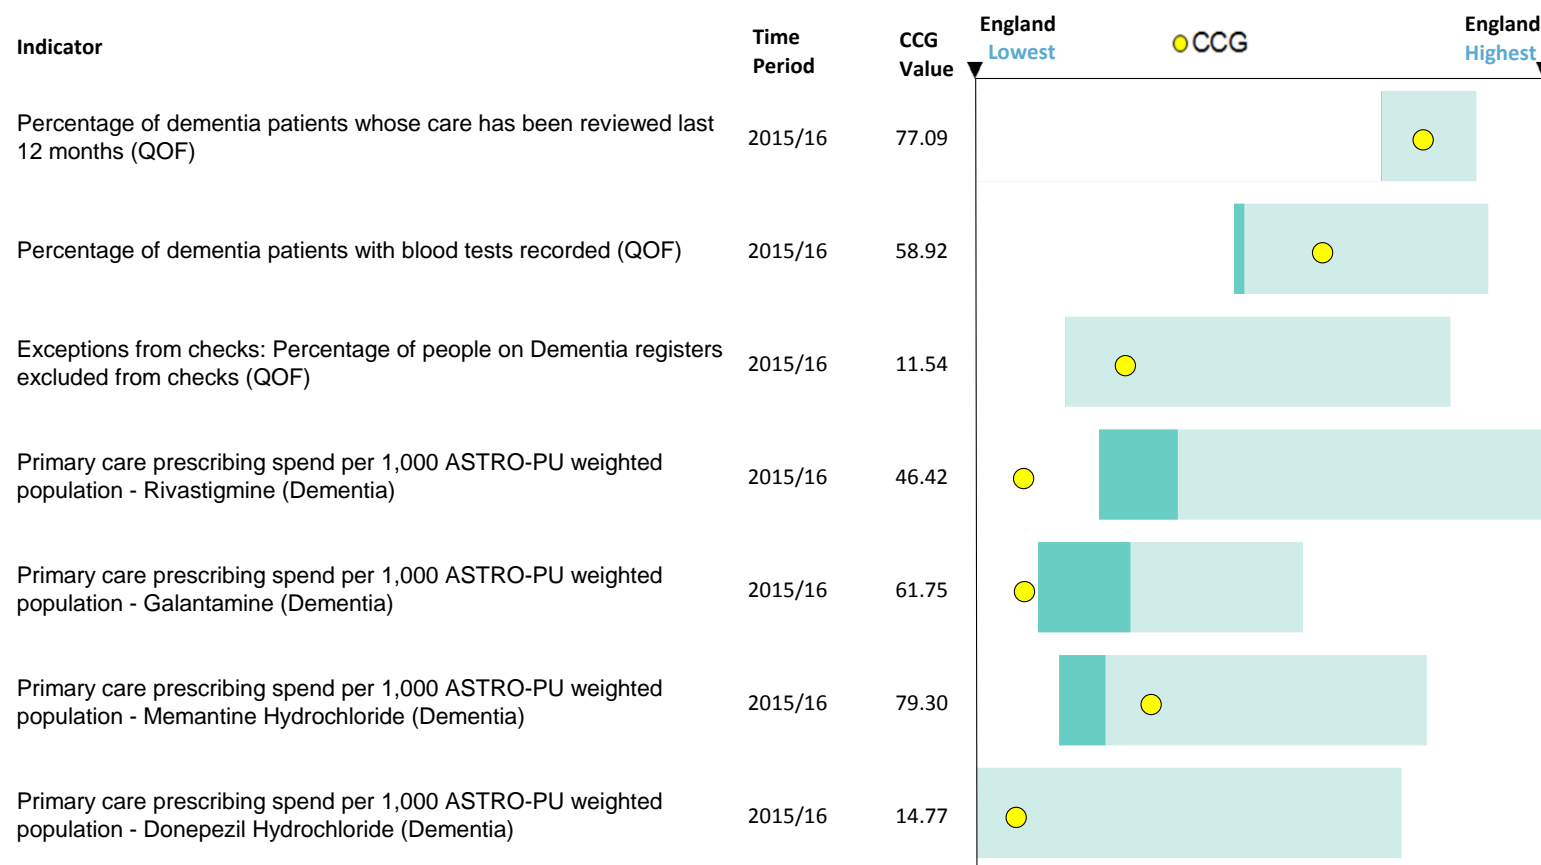 Indicator
Time
Period
CCG
Value
England
Lowest
CCG
England
Highest
Percentage of dementia patients whose care has been reviewed last
12 months (QOF)
2015/16
77.09
Percentage of dementia patients with blood tests recorded (QOF)
2015/16
58.92
Exceptions from checks: Percentage of people on Dementia registers
excluded from checks (QOF)
2015/16
11.54
Primary care prescribing spend per 1,000 ASTRO-PU weighted
population - Rivastigmine (Dementia)
2015/16
46.42
Primary care prescribing spend per 1,000 ASTRO-PU weighted
population - Galantamine (Dementia)
2015/16
61.75
Primary care prescribing spend per 1,000 ASTRO-PU weighted
population - Memantine Hydrochloride (Dementia)
2015/16
79.30
Primary care prescribing spend per 1,000 ASTRO-PU weighted
population - Donepezil Hydrochloride (Dementia)
2015/16
14.77